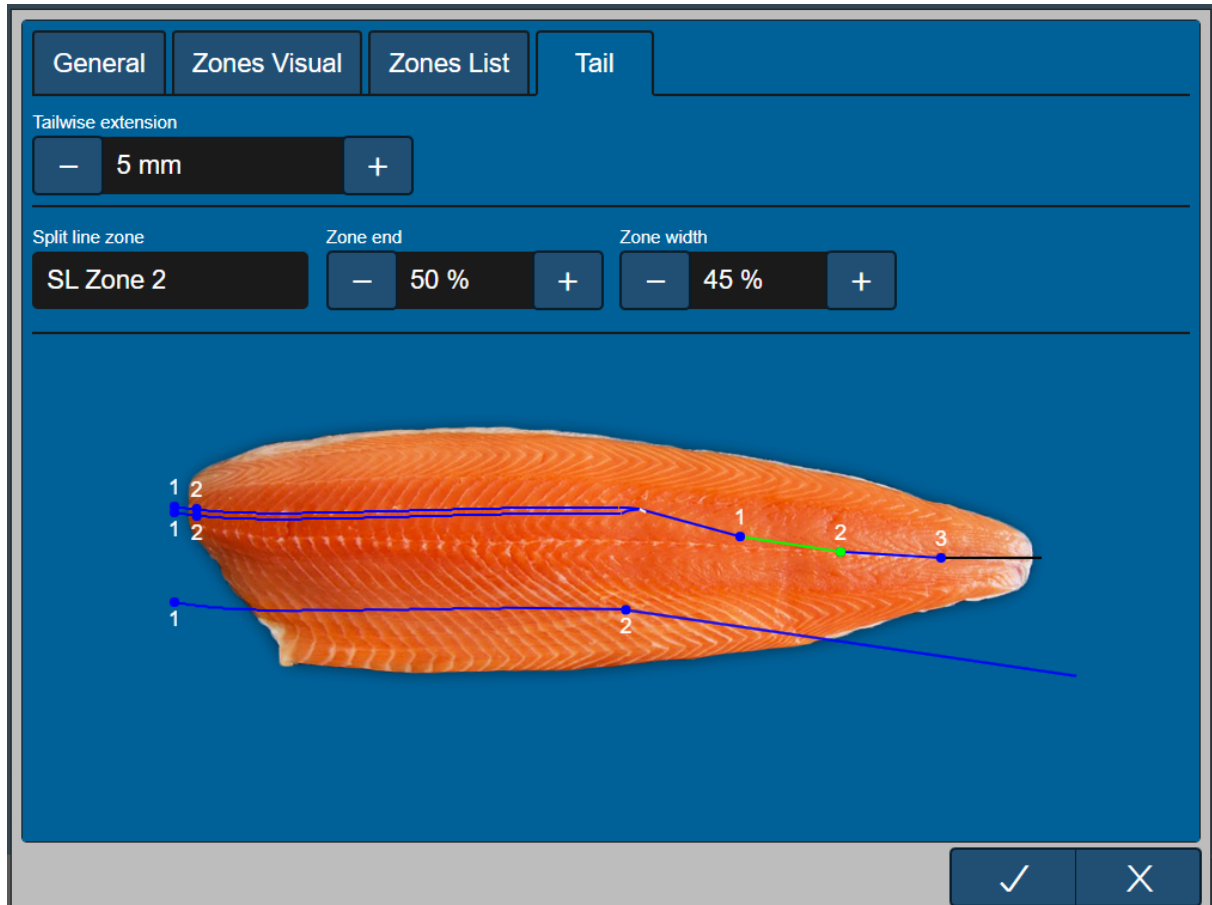 General Zones Visual Zones List Tail
Tailwise extension
– 5 mm +
Split line zone Zone end Zone width
SL Zone 2 – 50 % + – 45 % +
1 2
1 2
1 2 3
1 2